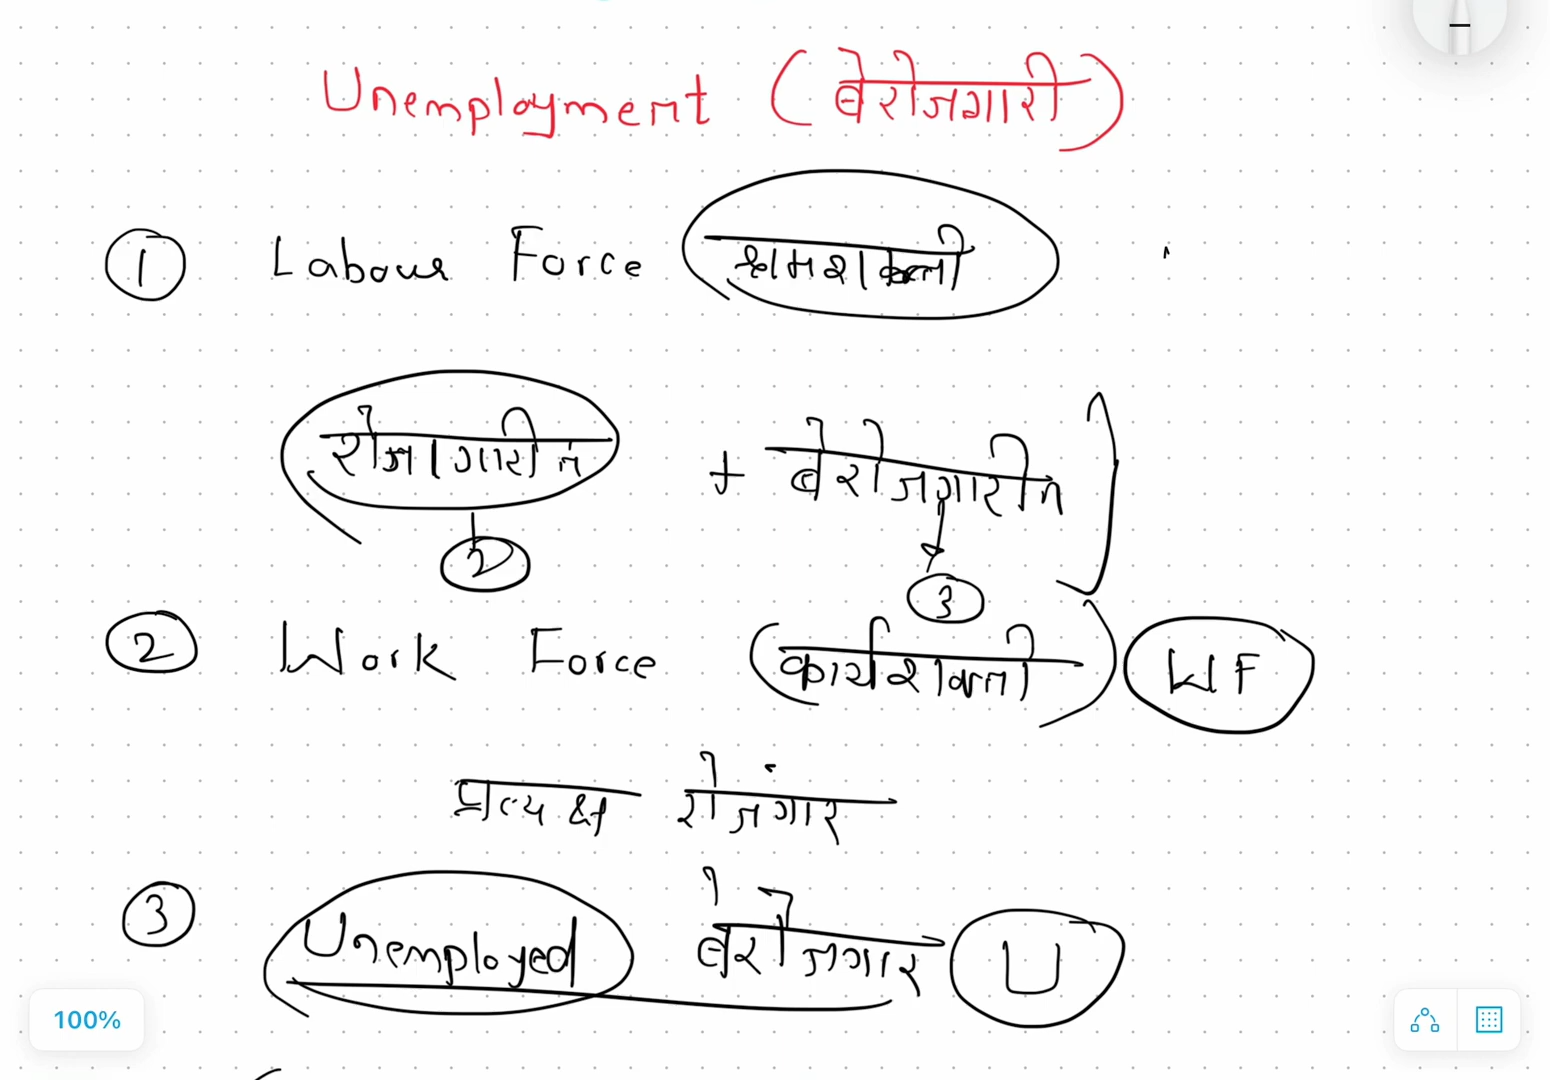 Unemployment (बेरोजगारी)
① Labour Force श्रमशक्ती
रोजगारीत + बेरोजगारीत
② ③
② Work Force (कार्यशक्ती) WF
प्रत्यक्ष रोजगार
③ Unemployed बेरोजगार U
100%